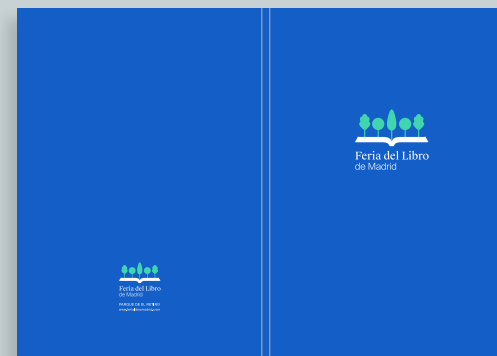 Feria del Libro
de Madrid
Feria del Libro
de Madrid
PARQUE DE EL RETIRO